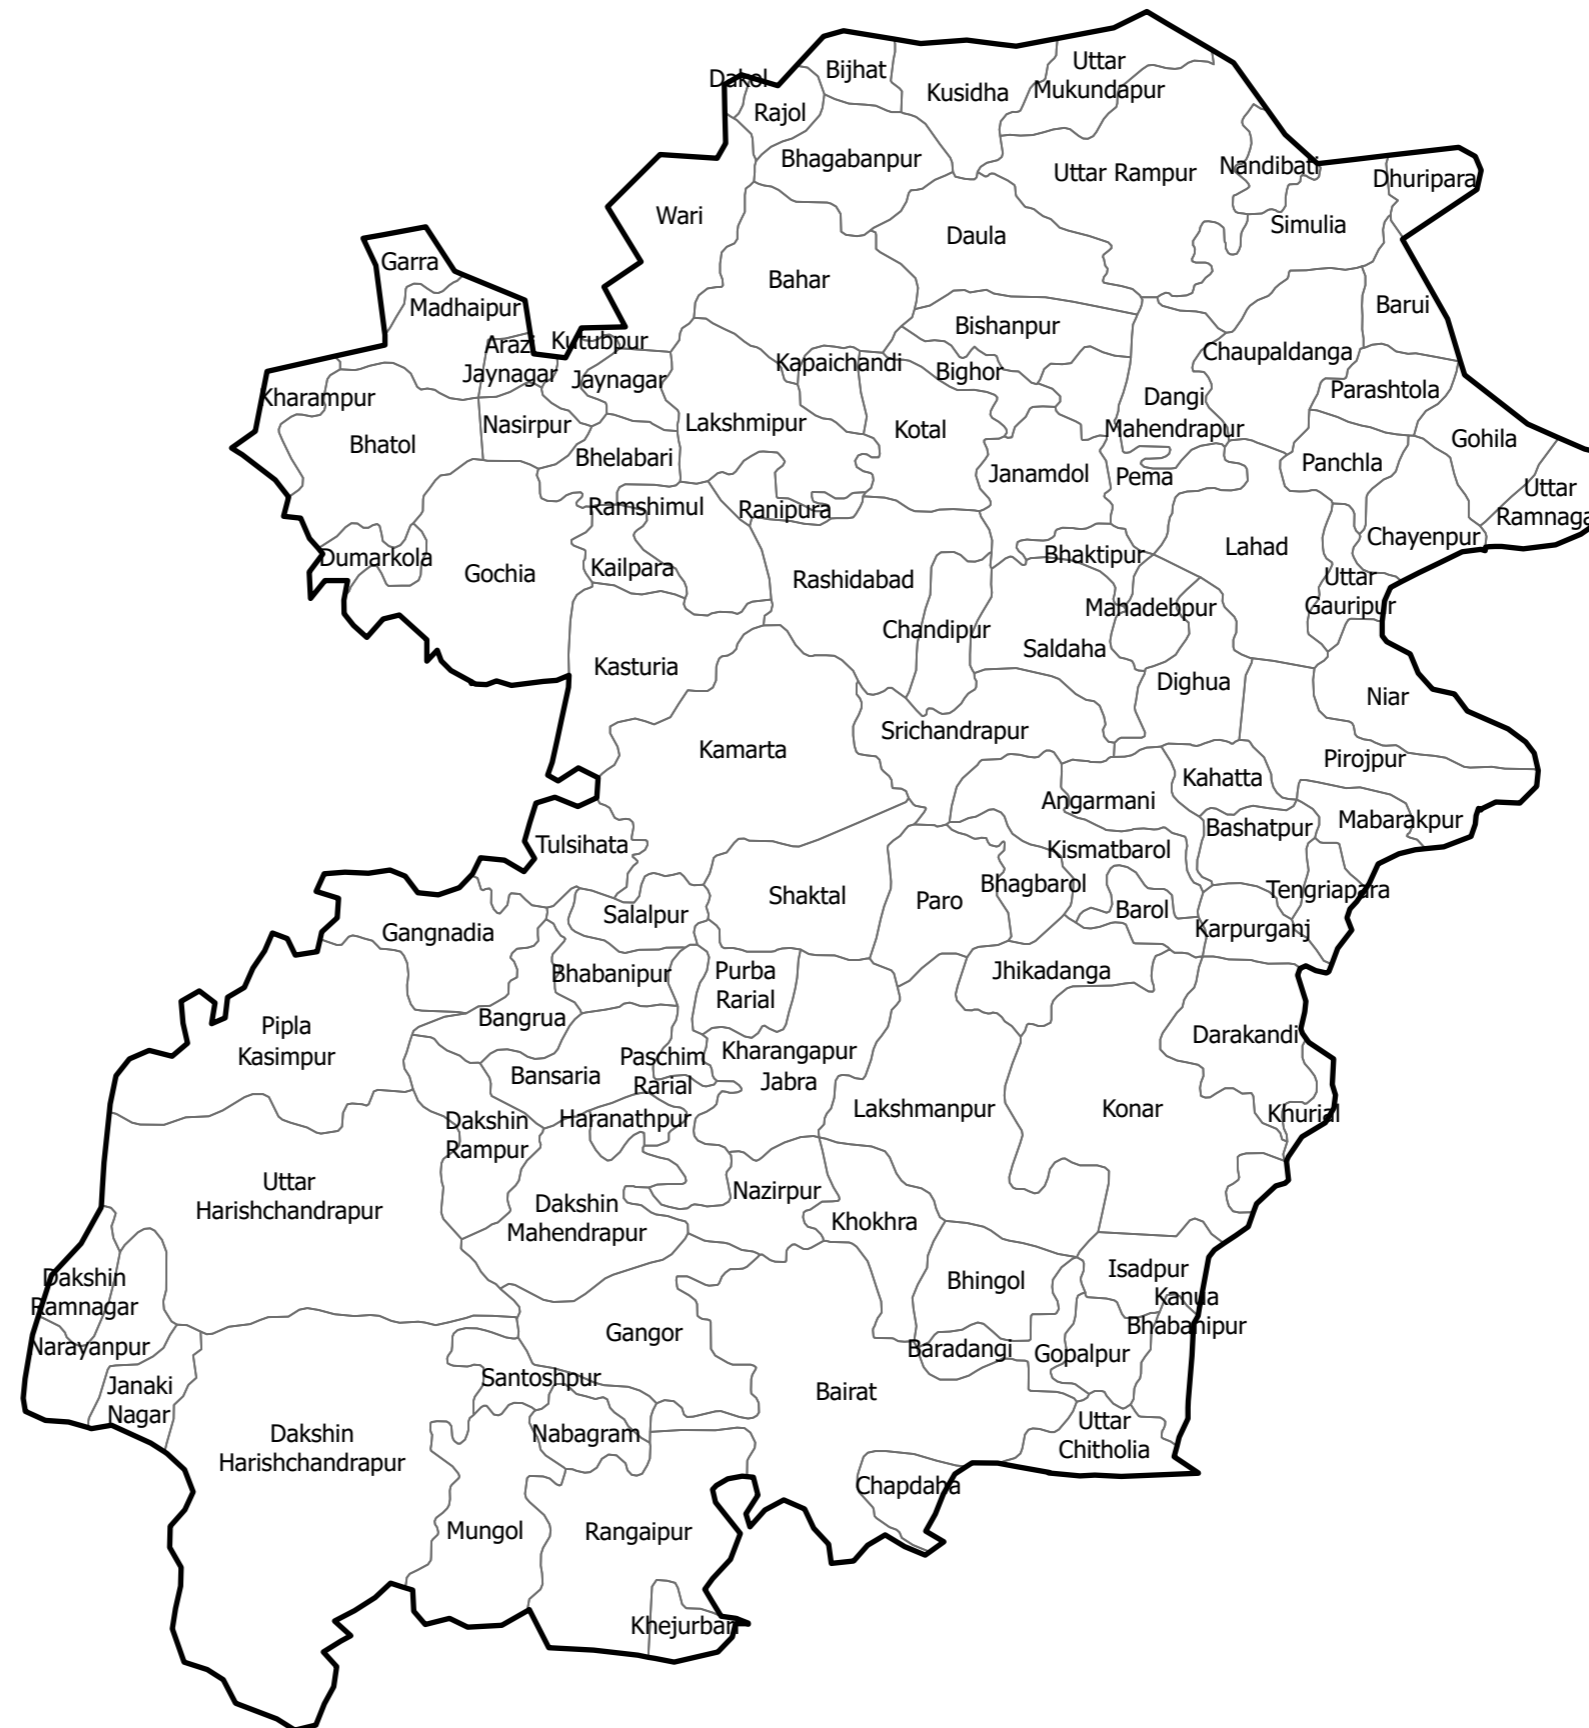 Uttar
Mukundapur
Bijhat
Dakol
Kusidha
Rajol
Bhagabanpur
Uttar Rampur
Nandibati
Dhuripara
Wari
Simulia
Daula
Garra
Bahar
Madhaipur
Barui
Bishanpur
Kutubpur
Arazi
Jaynagar
Chaupaldanga
Kapaichandi
Bighor
Jaynagar
Parashtola
Kharampur
Dangi
Mahendrapur
Nasirpur
Lakshmipur
Kotal
Bhatol
Gohila
Bhelabari
Panchla
Janamdol
Pema
Uttar
Ramnaga
Ramshimul
Ranipura
Chayenpur
Lahad
Bhaktipur
Dumarkola
Gochia
Kailpara
Rashidabad
Uttar
Gauripur
Mahadebpur
Chandipur
Saldaha
Kasturia
Dighua
Niar
Srichandrapur
Kamarta
Pirojpur
Kahatta
Angarmani
Mabarakpur
Bashatpur
Tulsihata
Kismatbarol
Bhagbarol
Tengriapara
Shaktal
Paro
Barol
Salalpur
Karpurganj
Gangnadia
Bhabanipur
Purba
Rarial
Jhikadanga
Bangrua
Pipla
Kasimpur
Darakandi
Paschim
Rarial
Kharangapur
Jabra
Bansaria
Lakshmanpur
Konar
Khurial
Haranathpur
Dakshin
Rampur
Uttar
Harishchandrapur
Nazirpur
Dakshin
Mahendrapur
Khokhra
Isadpur
Bhingol
Dakshin
Ramnagar
Kanua
Bhabanipur
Gangor
Narayanpur
Baradangi
Gopalpur
Santoshpur
Bairat
Janaki
Nagar
Nabagram
Uttar
Chitholia
Dakshin
Harishchandrapur
Chapdaha
Mungol
Rangaipur
Khejurbari